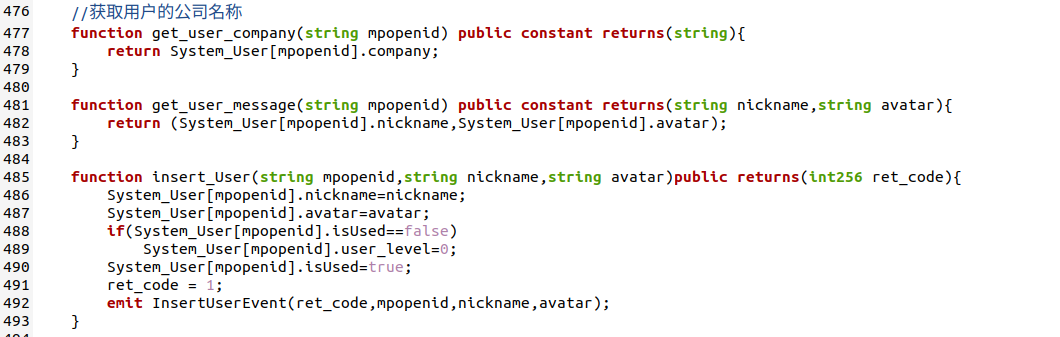 476 //获取用户的公司名称
477 function get_user_company(string mpopenid) public constant returns(string){
478 return System_User[mpopenid].company;
479 }
480
481 function get_user_message(string mpopenid) public constant returns(string nickname,string avatar){
482 return (System_User[mpopenid].nickname,System_User[mpopenid].avatar);
483 }
484
485 function insert_User(string mpopenid,string nickname,string avatar)public returns(int256 ret_code){
486 System_User[mpopenid].nickname=nickname;
487 System_User[mpopenid].avatar=avatar;
488 if(System_User[mpopenid].isUsed==false)
489 System_User[mpopenid].user_level=0;
490 System_User[mpopenid].isUsed=true;
491 ret_code = 1;
492 emit InsertUserEvent(ret_code,mpopenid,nickname,avatar);
493 }